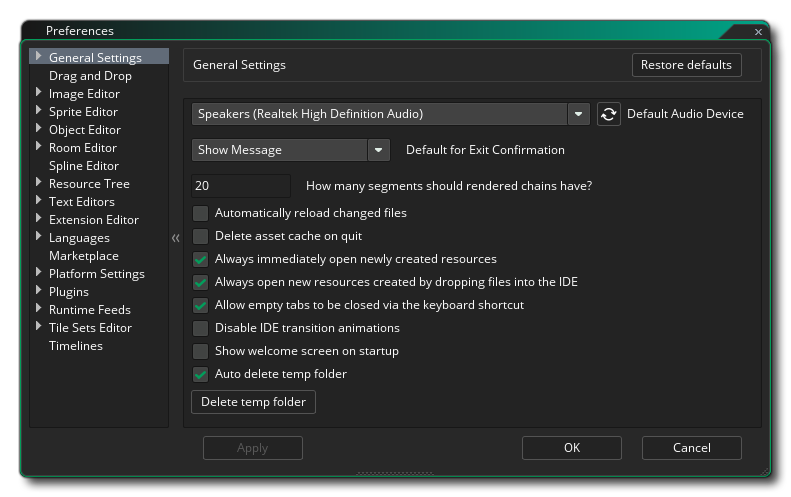 Preferences
General Settings
Drag and Drop
Image Editor
Sprite Editor
Object Editor
Room Editor
Spline Editor
Resource Tree
Text Editors
Extension Editor
Languages
Marketplace
Platform Settings
Plugins
Runtime Feeds
Tile Sets Editor
Timelines
General Settings
Restore defaults
Speakers (Realtek High Definition Audio)
Default Audio Device
Show Message
Default for Exit Confirmation
20
How many segments should rendered chains have?
Automatically reload changed files
Delete asset cache on quit
Always immediately open newly created resources
Always open new resources created by dropping files into the IDE
Allow empty tabs to be closed via the keyboard shortcut
Disable IDE transition animations
Show welcome screen on startup
Auto delete temp folder
Delete temp folder
Apply
OK
Cancel